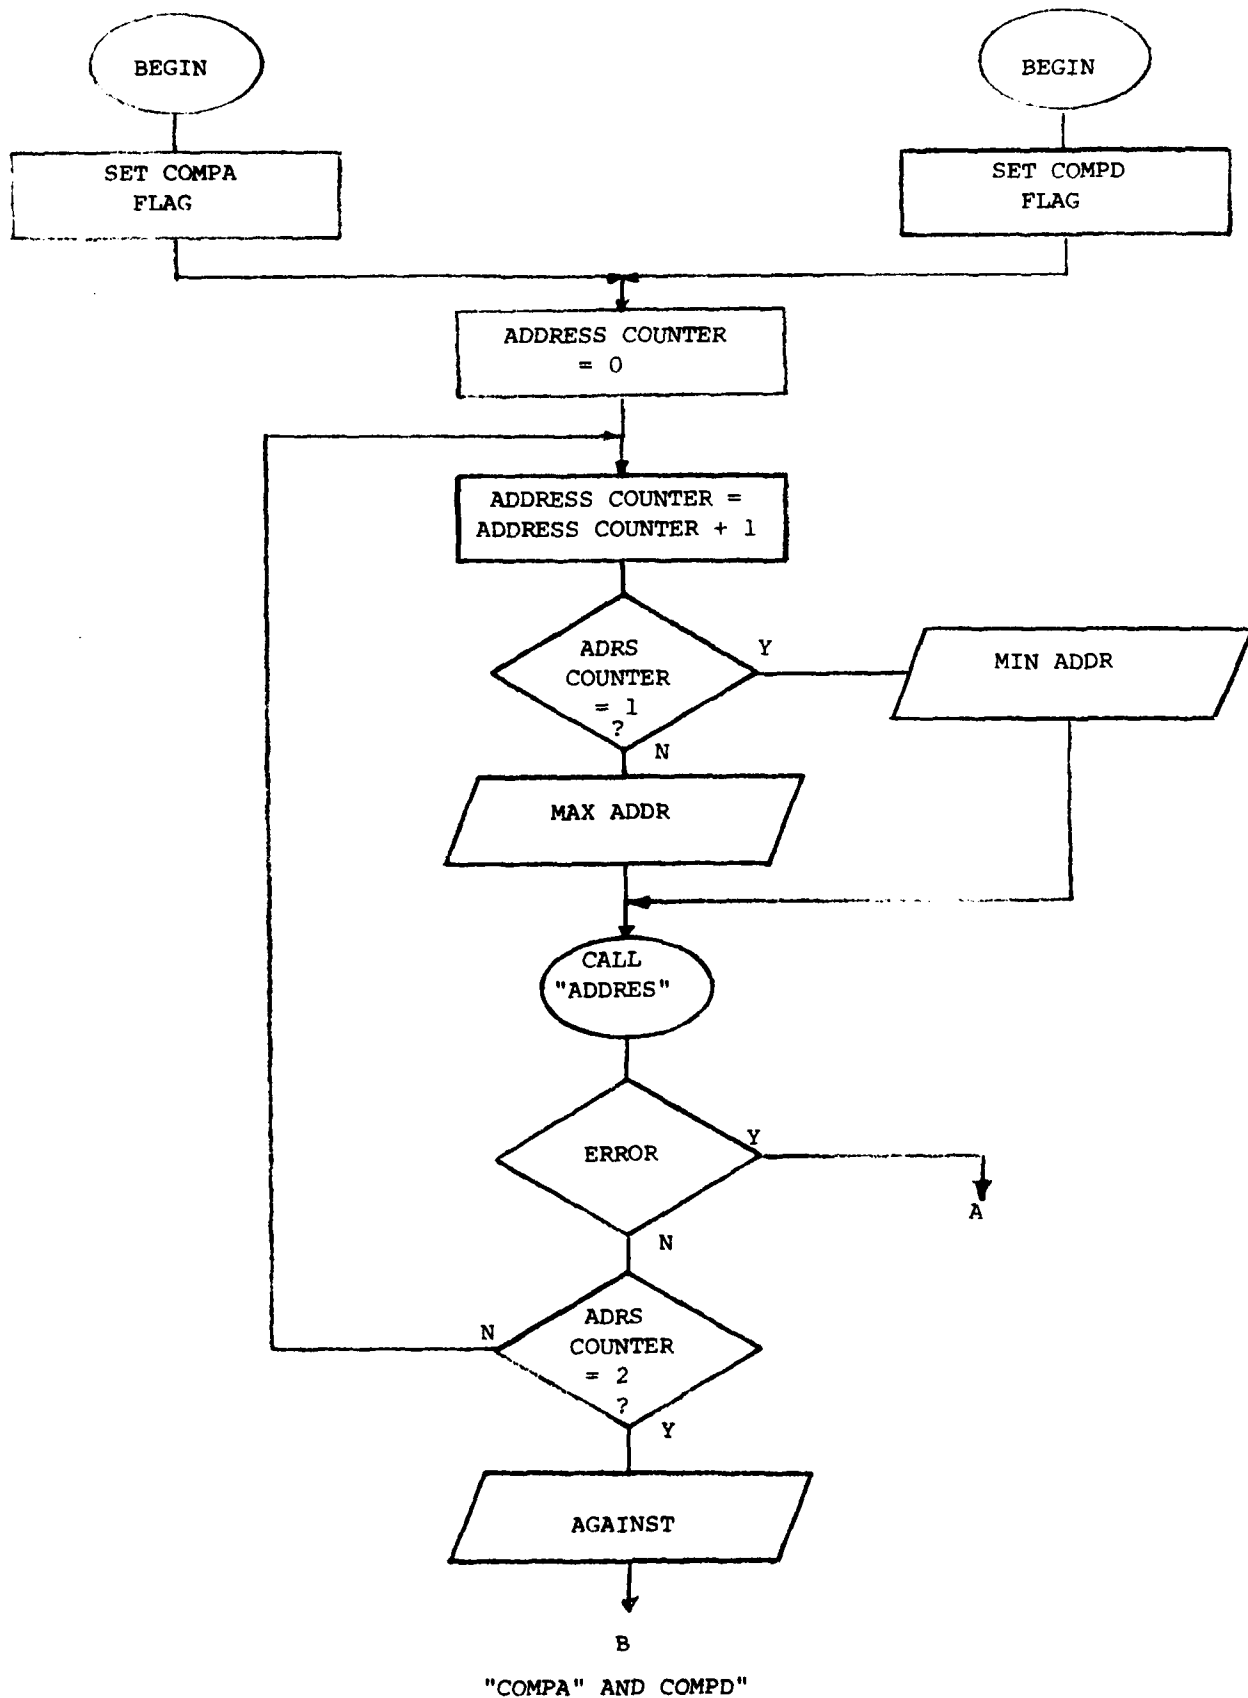 BEGIN
BEGIN
SET COMPA
FLAG
SET COMPD
FLAG
ADDRESS COUNTER
= 0
ADDRESS COUNTER =
ADDRESS COUNTER + 1
ADRS
COUNTER
= 1
?
Y
N
MIN ADDR
MAX ADDR
CALL
"ADDRES"
ERROR
Y
A
N
ADRS
COUNTER
= 2
?
N
Y
AGAINST
B
"COMPA" AND COMPD"